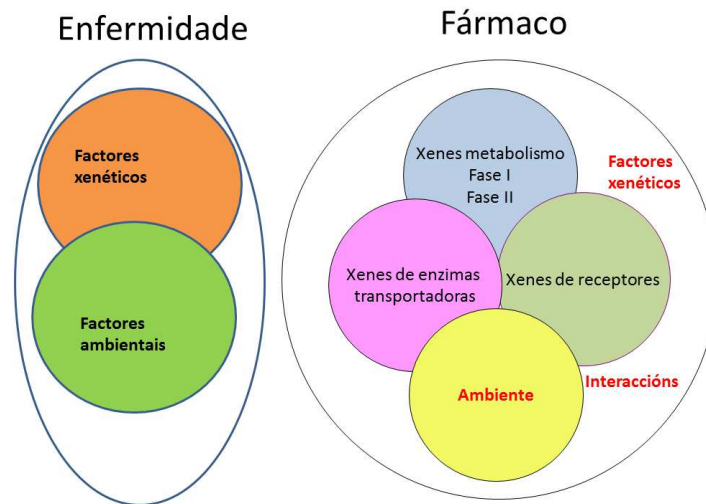 Enfermidade
Factores
xenéticos
Factores
ambientais
Fármaco
Xenes metabolismo
Fase I
Fase II
Factores
xenéticos
Xenes de enzimas
transportadoras
Xenes de receptores
Ambiente
Interaccións